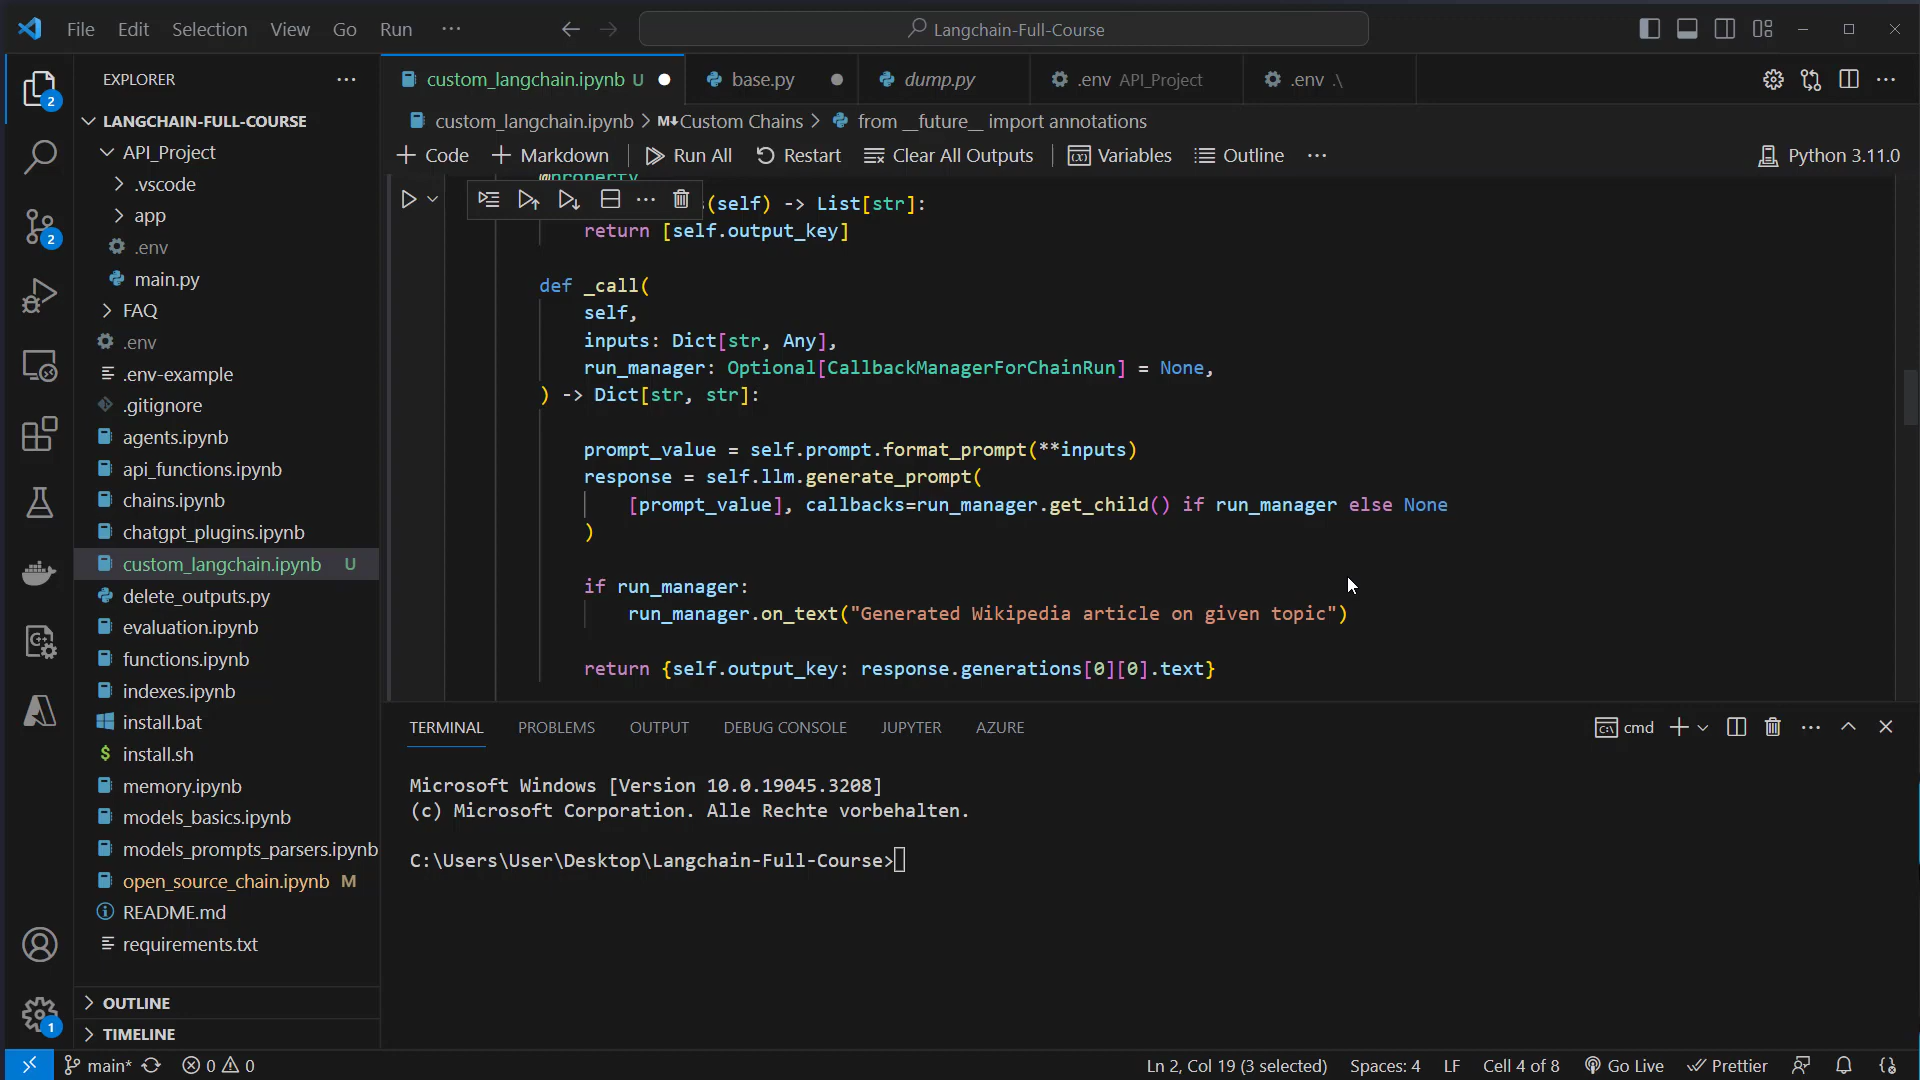 File Edit Selection View Go Run ···
Langchain-Full-Course
EXPLORER
LANGCHAIN-FULL-COURSE
API_Project
.vscode
app
.env
main.py
FAQ
.env
.env-example
.gitignore
agents.ipynb
api_functions.ipynb
chains.ipynb
chatgpt_plugins.ipynb
custom_langchain.ipynb U
delete_outputs.py
evaluation.ipynb
functions.ipynb
indexes.ipynb
install.bat
install.sh
memory.ipynb
models_basics.ipynb
models_prompts_parsers.ipynb
open_source_chain.ipynb M
README.md
requirements.txt
OUTLINE
TIMELINE
2
2
1
custom_langchain.ipynb U base.py dump.py .env API_Project .env .\
custom_langchain.ipynb > M↓Custom Chains > from __future__ import annotations
+ Code + Markdown Run All Restart Clear All Outputs Variables Outline ··· Python 3.11.0
@property
s(self) -> List[str]:
return [self.output_key]
def _call(
self,
inputs: Dict[str, Any],
run_manager: Optional[CallbackManagerForChainRun] = None,
) -> Dict[str, str]:
prompt_value = self.prompt.format_prompt(**inputs)
response = self.llm.generate_prompt(
[prompt_value], callbacks=run_manager.get_child() if run_manager else None
)
if run_manager:
run_manager.on_text("Generated Wikipedia article on given topic")
return {self.output_key: response.generations[0][0].text}
TERMINAL PROBLEMS OUTPUT DEBUG CONSOLE JUPYTER AZURE
cmd
Microsoft Windows [Version 10.0.19045.3208]
(c) Microsoft Corporation. Alle Rechte vorbehalten.
C:\Users\User\Desktop\Langchain-Full-Course>
main* 0 0
Ln 2, Col 19 (3 selected) Spaces: 4 LF Cell 4 of 8 Go Live Prettier